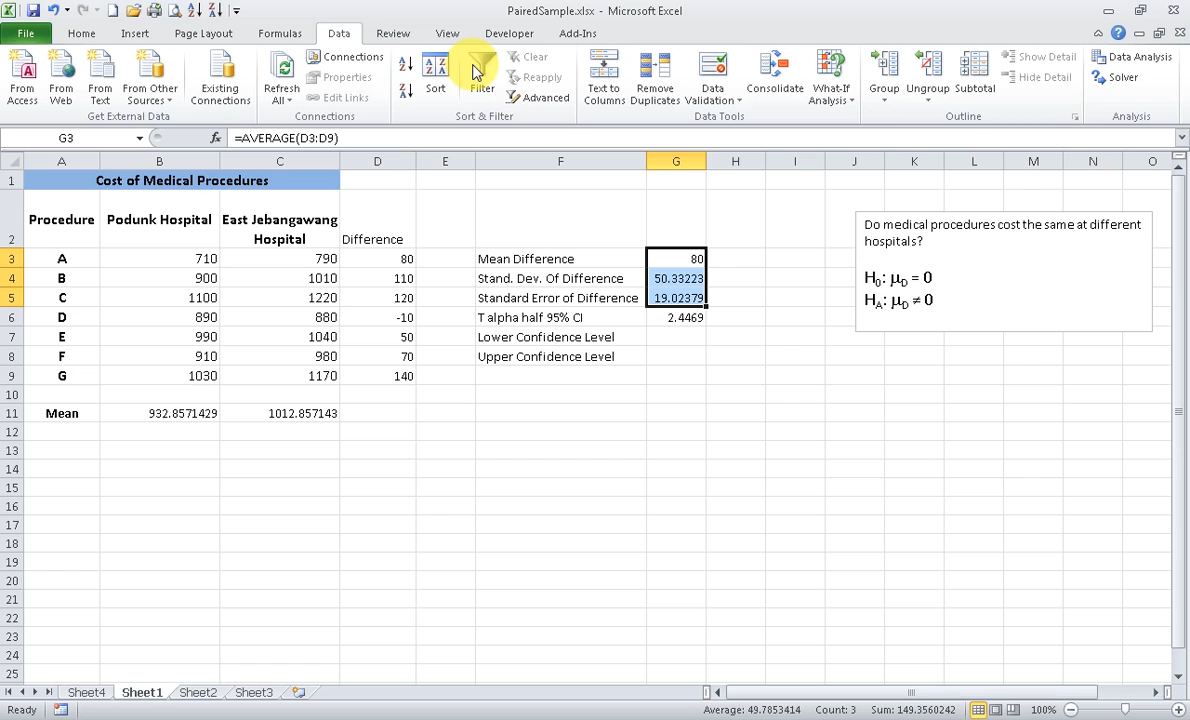 PairedSample.xlsx - Microsoft Excel
File Home Insert Page Layout Formulas Data Review View Developer Add-Ins
From Access
From Web
From Text
From Other Sources
Existing Connections
Get External Data
Refresh All
Connections
Properties
Edit Links
Connections
Sort
Filter
Clear
Reapply
Advanced
Sort & Filter
Text to Columns
Remove Duplicates
Data Validation
Consolidate
What-If Analysis
Data Tools
Group
Ungroup
Subtotal
Show Detail
Hide Detail
Outline
Data Analysis
Solver
Analysis
G3 fx =AVERAGE(D3:D9)
A B C D E F G H I J K L M N O
1 Cost of Medical Procedures
2 Procedure Podunk Hospital East Jebangawang Hospital Difference
3 A 710 790 80 Mean Difference 80
4 B 900 1010 110 Stand. Dev. Of Difference 50.33223
5 C 1100 1220 120 Standard Error of Difference 19.02379
6 D 890 880 -10 T alpha half 95% CI 2.4469
7 E 990 1040 50 Lower Confidence Level
8 F 910 980 70 Upper Confidence Level
9 G 1030 1170 140
10
11 Mean 932.8571429 1012.857143
12
13
14
15
16
17
18
19
20
21
22
23
24
25
Do medical procedures cost the same at different
hospitals?
H0: μD = 0
HA: μD ≠ 0
Sheet4 Sheet1 Sheet2 Sheet3
Ready Average: 49.7853414 Count: 3 Sum: 149.3560242 100%